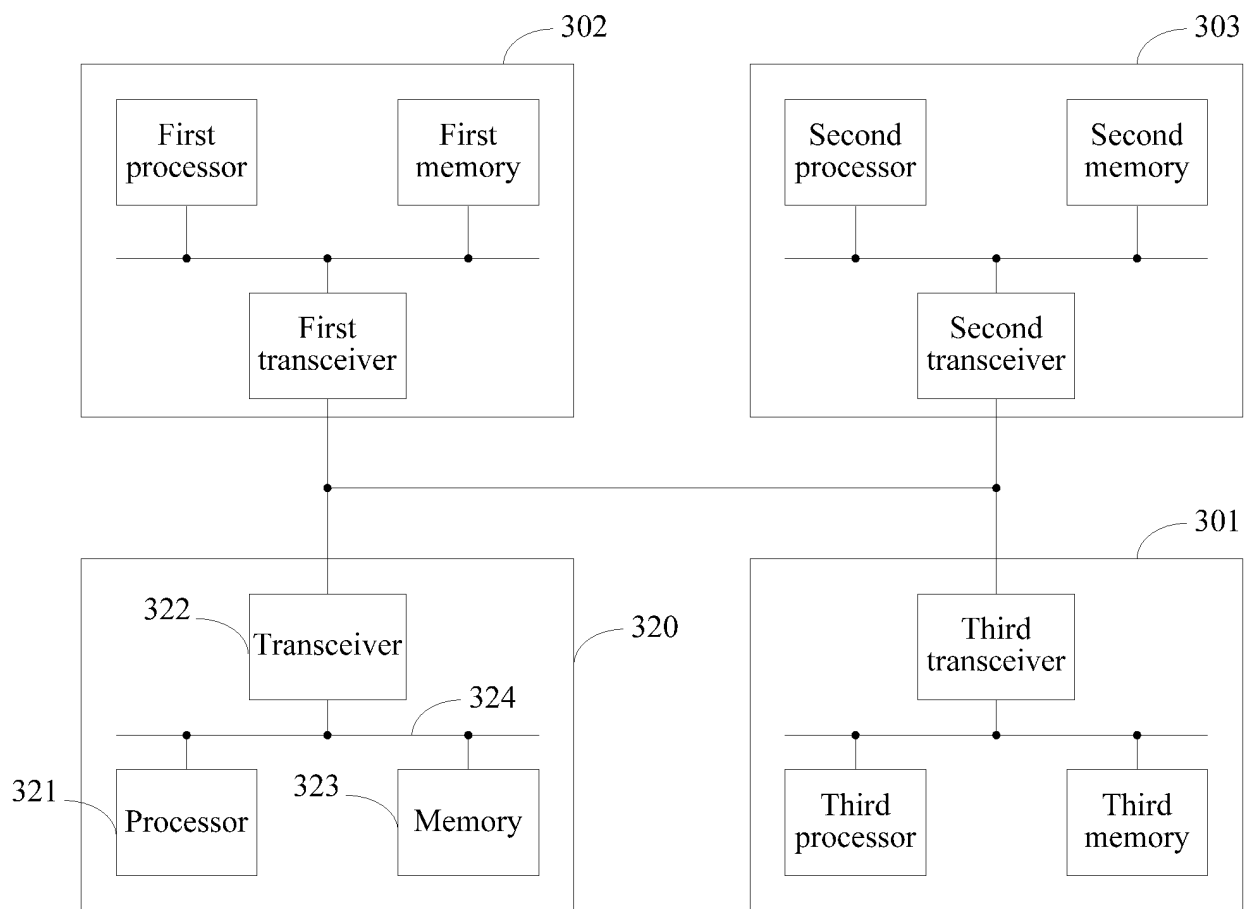 302
303
First
processor
First
memory
Second
processor
Second
memory
First
transceiver
Second
transceiver
301
322
Transceiver
320
Third
transceiver
324
321
Processor
323
Memory
Third
processor
Third
memory